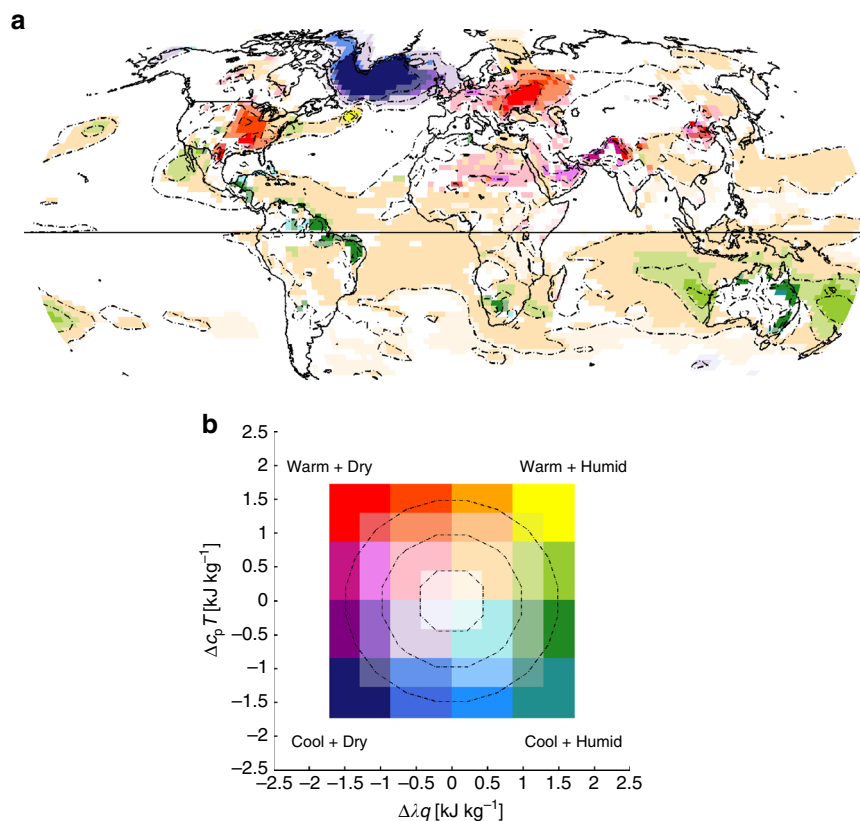 a
b
2.5
Warm + Dry
Warm + Humid
2
1.5
1
0.5
0
−0.5
−1
−1.5
−2
−2.5
ΔcₚT [kJ kg⁻¹]
Cool + Dry
Cool + Humid
−2.5 −2 −1.5 −1 −0.5 0 0.5 1 1.5 2 2.5
Δλq [kJ kg⁻¹]